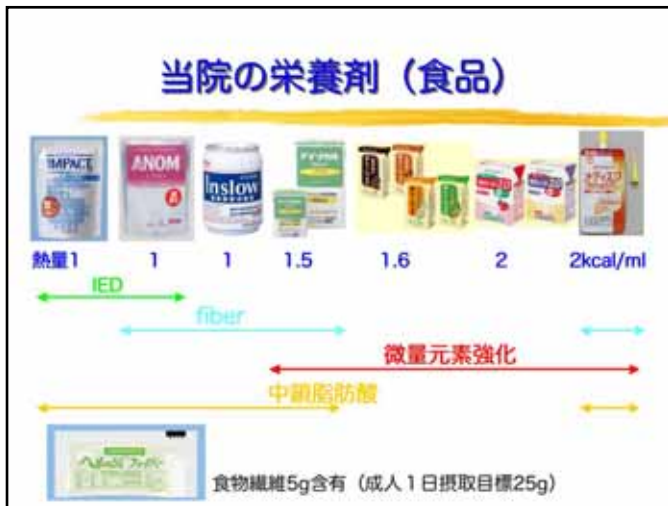 当院の栄養剤（食品）
IMPACT
ANOM
Inslow
熱量1 1 1 1.5 1.6 2 2kcal/ml
IED
fiber
微量元素強化
中鎖脂肪酸
食物繊維5g含有（成人１日摂取目標25g）